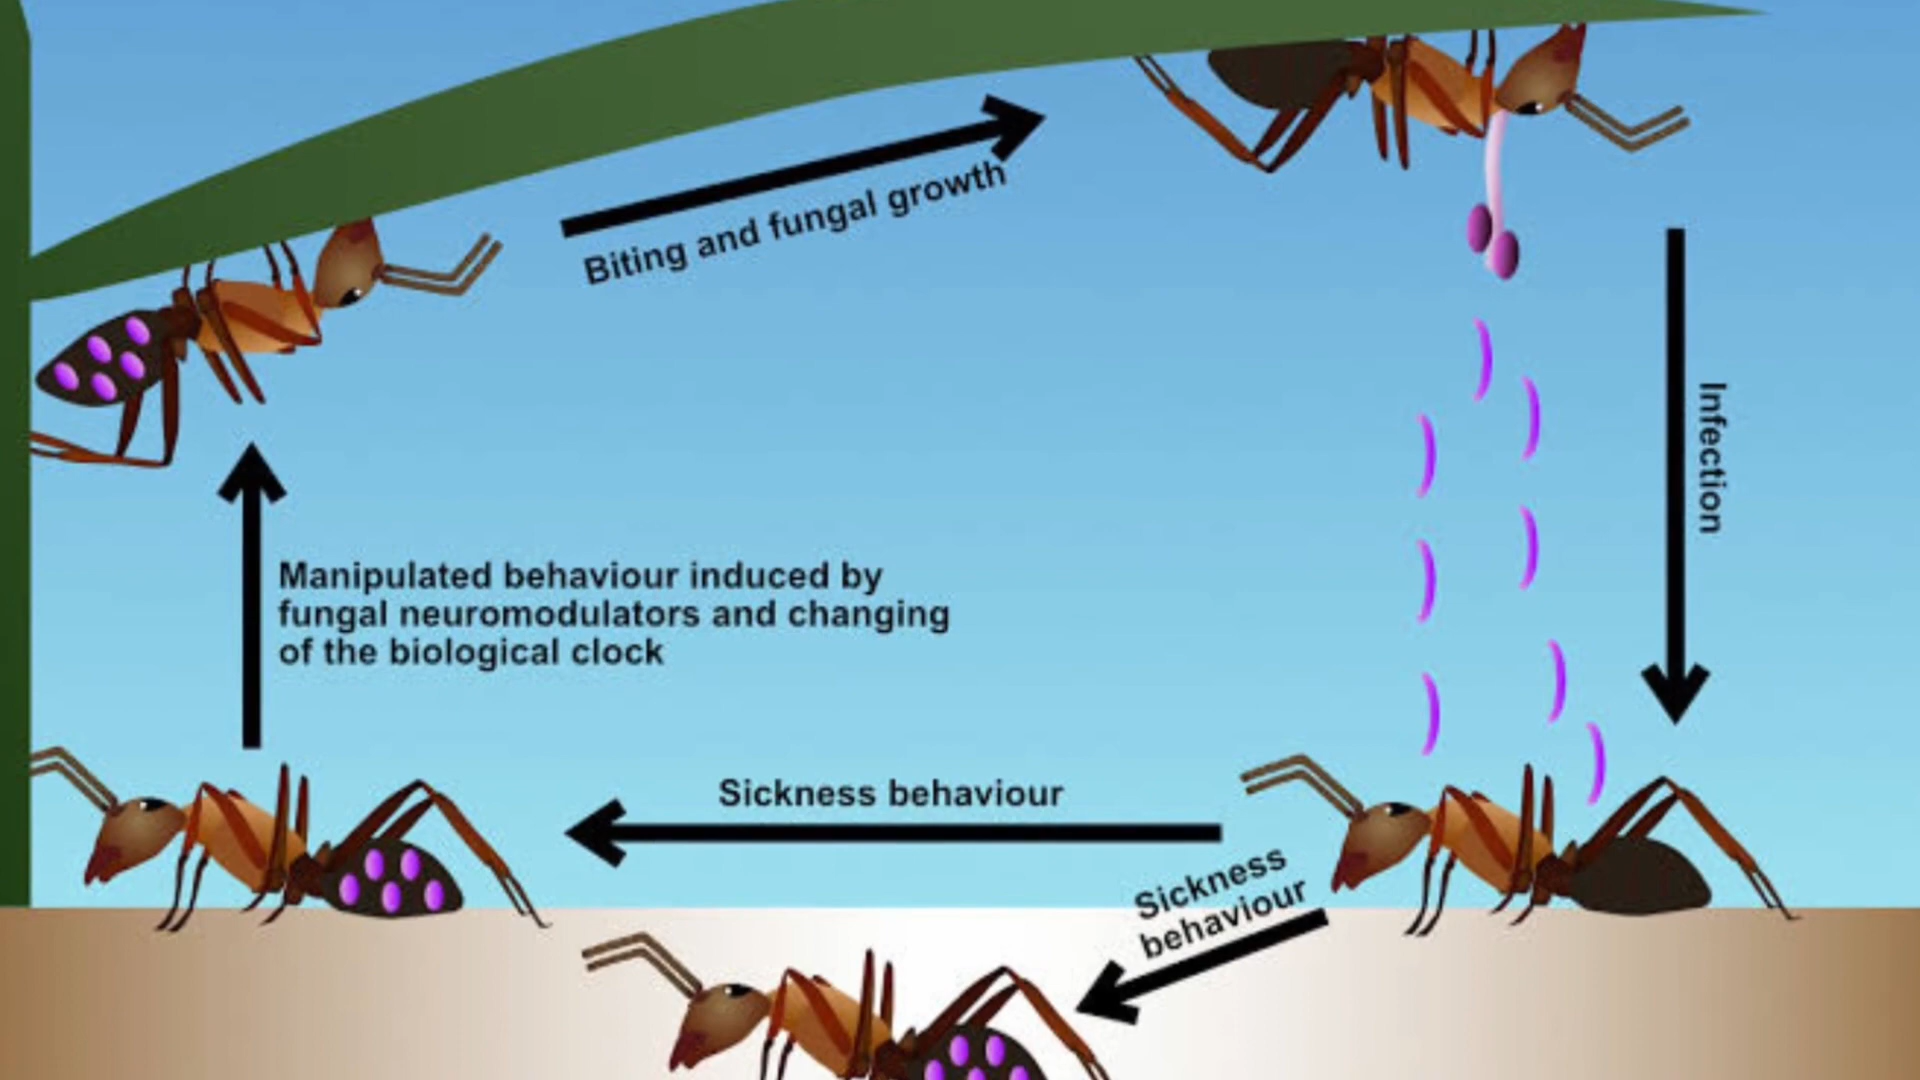 Biting and fungal growth
Infection
Manipulated behaviour induced by
fungal neuromodulators and changing
of the biological clock
Sickness behaviour
Sickness
behaviour